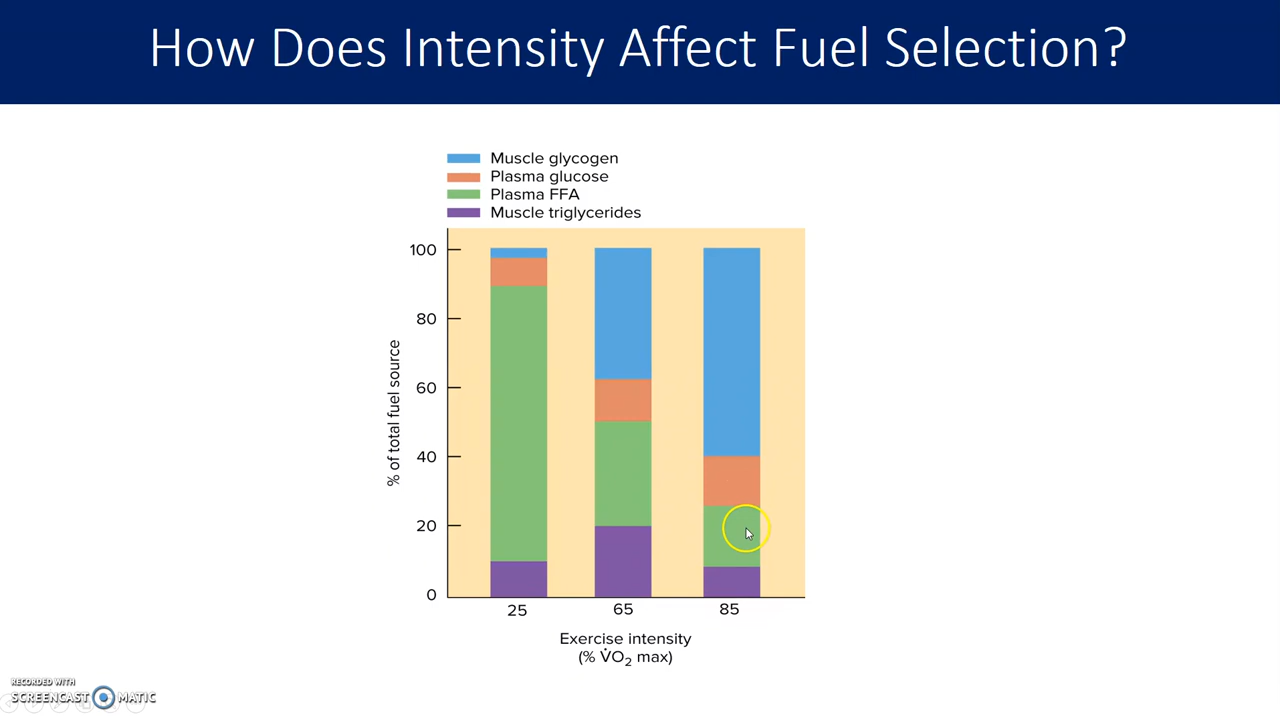 How Does Intensity Affect Fuel Selection?
Muscle glycogen
Plasma glucose
Plasma FFA
Muscle triglycerides
100
80
60
40
20
0
% of total fuel source
25 65 85
Exercise intensity
(% V̇O₂ max)
RECORDED WITH
SCREENCAST MATIC